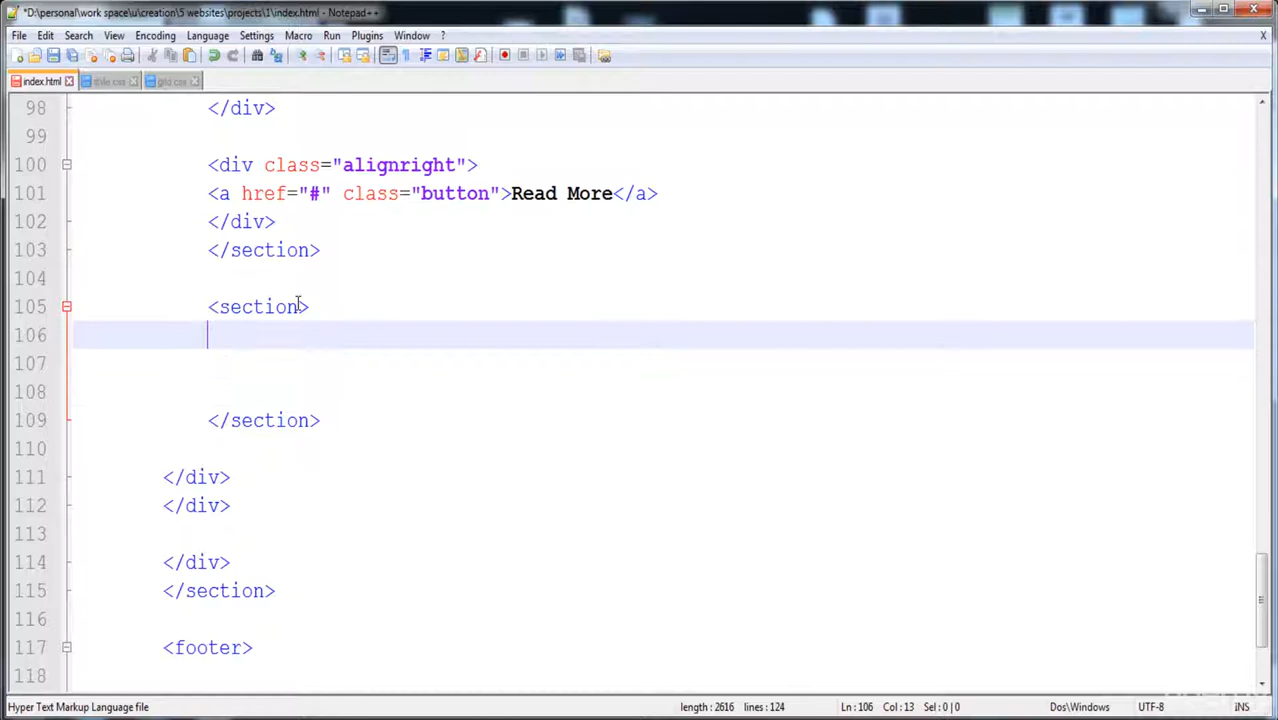 *D:\personal\work space\u\creation\5 websites\projects\1\index.html - Notepad++
File Edit Search View Encoding Language Settings Macro Run Plugins Window ? X
index.html style.css grid.css
98 </div>
99
100 <div class="alignright">
101 <a href="#" class="button">Read More</a>
102 </div>
103 </section>
104
105 <section>
106
107
108
109 </section>
110
111 </div>
112 </div>
113
114 </div>
115 </section>
116
117 <footer>
118
Hyper Text Markup Language file length : 2616 lines : 124 Ln : 106 Col : 13 Sel : 0 | 0 Dos\Windows UTF-8 INS